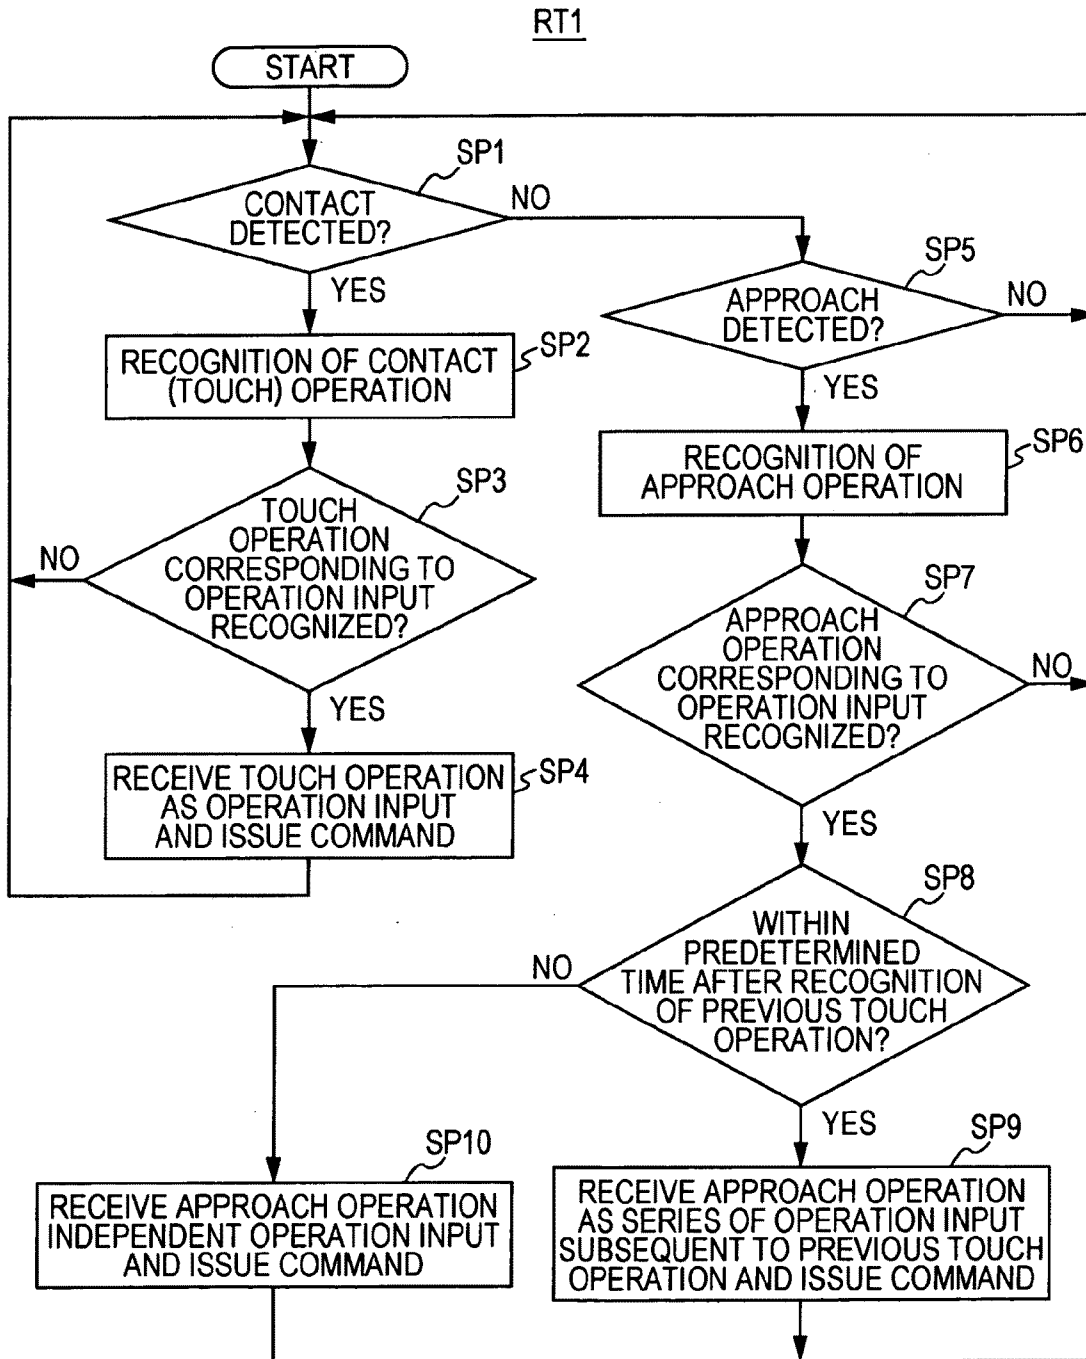 RT1
START
SP1
CONTACT
DETECTED?
NO
YES
SP5
APPROACH
DETECTED?
NO
YES
SP2
RECOGNITION OF CONTACT
(TOUCH) OPERATION
SP6
RECOGNITION OF
APPROACH OPERATION
SP3
TOUCH
OPERATION
CORRESPONDING TO
OPERATION INPUT
RECOGNIZED?
NO
YES
SP7
APPROACH
OPERATION
CORRESPONDING TO
OPERATION INPUT
RECOGNIZED?
NO
YES
SP4
RECEIVE TOUCH OPERATION
AS OPERATION INPUT
AND ISSUE COMMAND
SP8
WITHIN
PREDETERMINED
TIME AFTER RECOGNITION
OF PREVIOUS TOUCH
OPERATION?
NO
YES
SP10
RECEIVE APPROACH OPERATION
INDEPENDENT OPERATION INPUT
AND ISSUE COMMAND
SP9
RECEIVE APPROACH OPERATION
AS SERIES OF OPERATION INPUT
SUBSEQUENT TO PREVIOUS TOUCH
OPERATION AND ISSUE COMMAND